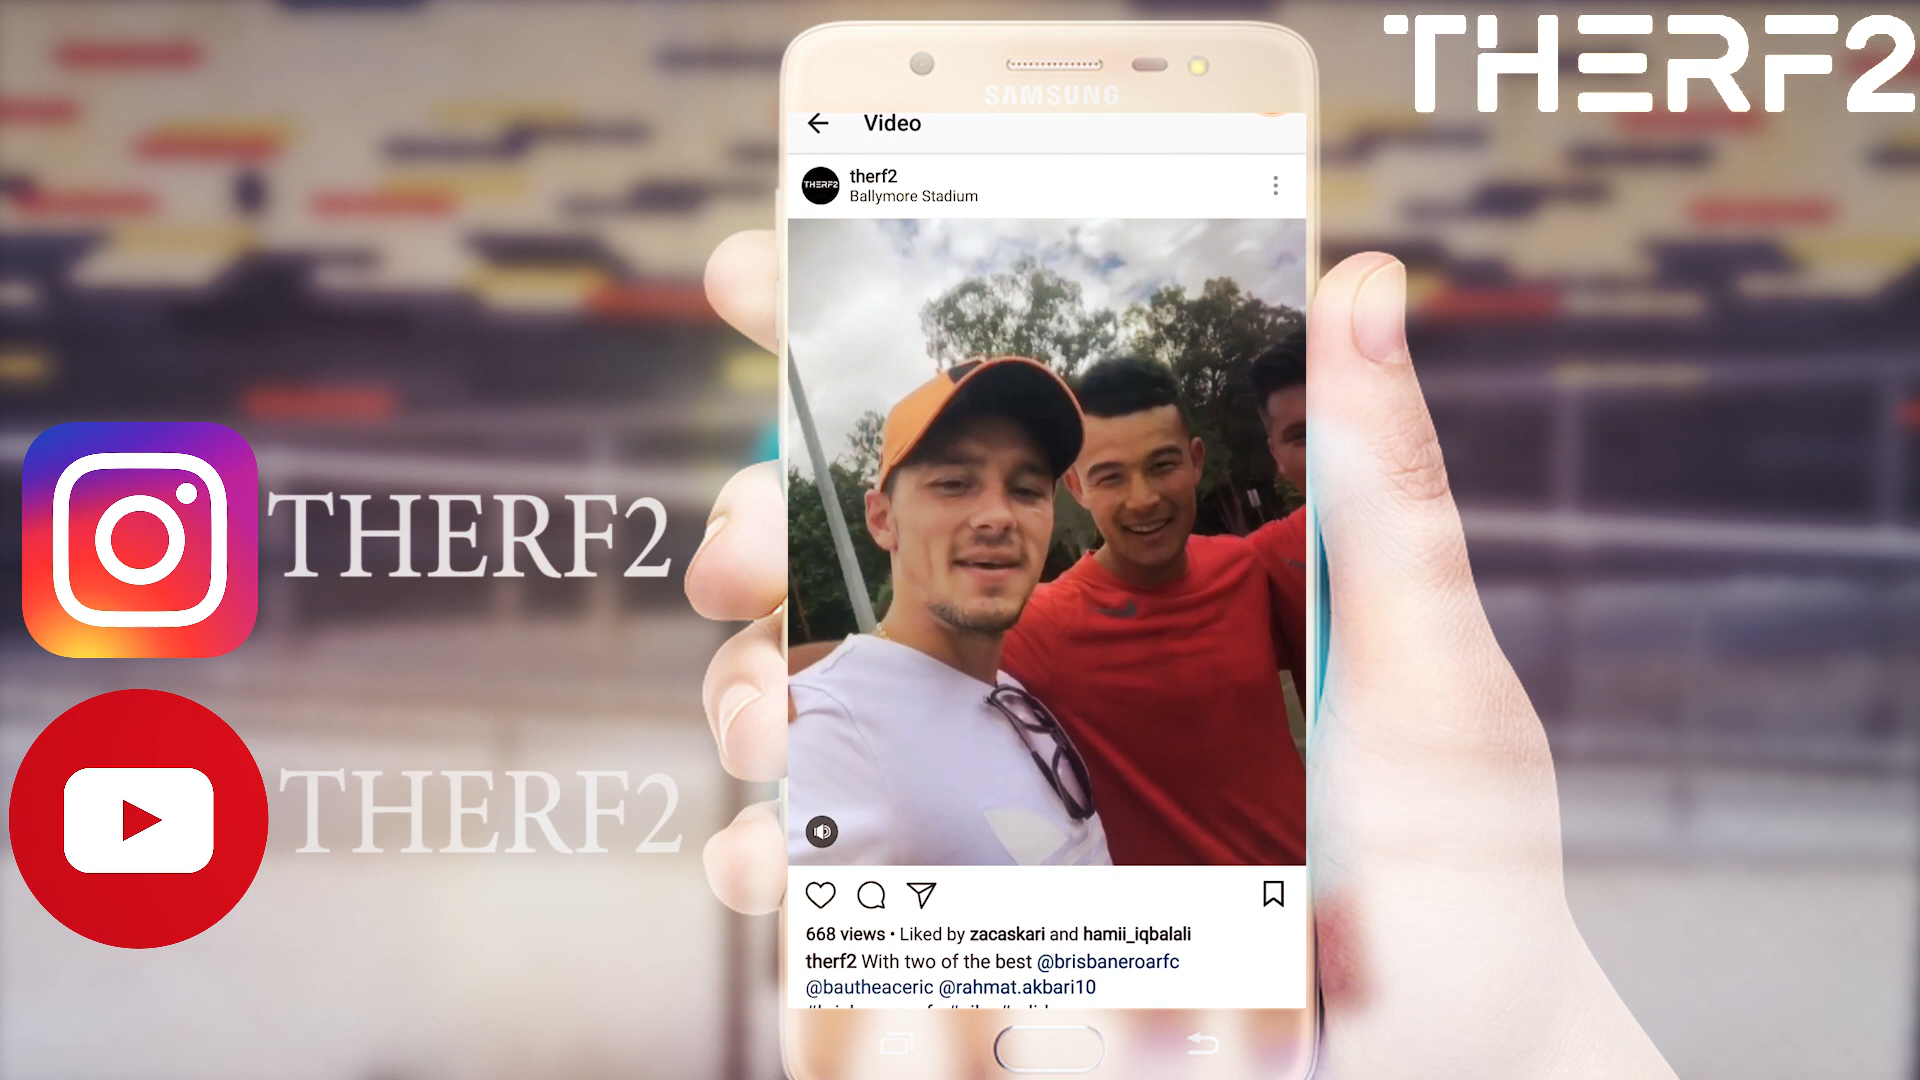 THERF2
SAMSUNG
Video
THERF2
therf2
Ballymore Stadium
THERF2
THERF2
668 views • Liked by zacaskari and hamii_iqbalali
therf2 With two of the best @brisbaneroarfc
@bautheaceric @rahmat.akbari10